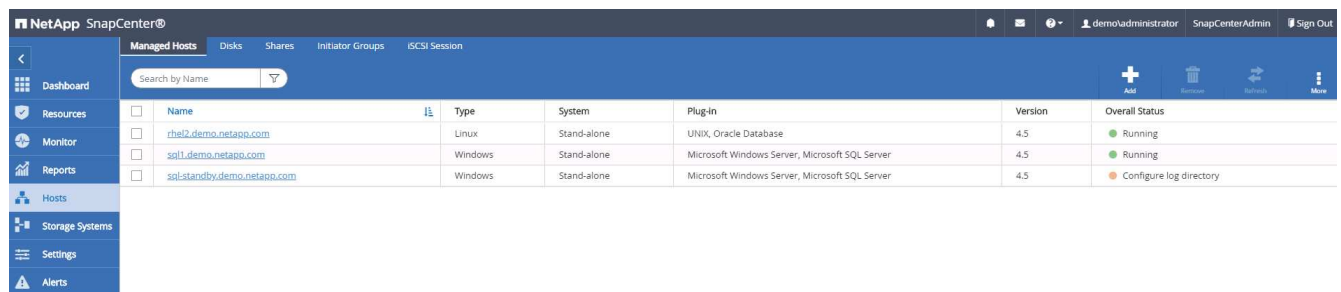 NetApp SnapCenter® demo\administrator SnapCenterAdmin Sign Out
Managed Hosts Disks Shares Initiator Groups iSCSI Session
Search by Name
Add Remove Refresh More
Dashboard
Resources
Monitor
Reports
Hosts
Storage Systems
Settings
Alerts
Name Type System Plug-in Version Overall Status
rhel2.demo.netapp.com Linux Stand-alone UNIX, Oracle Database 4.5 Running
sql1.demo.netapp.com Windows Stand-alone Microsoft Windows Server, Microsoft SQL Server 4.5 Running
sql-standby.demo.netapp.com Windows Stand-alone Microsoft Windows Server, Microsoft SQL Server 4.5 Configure log directory